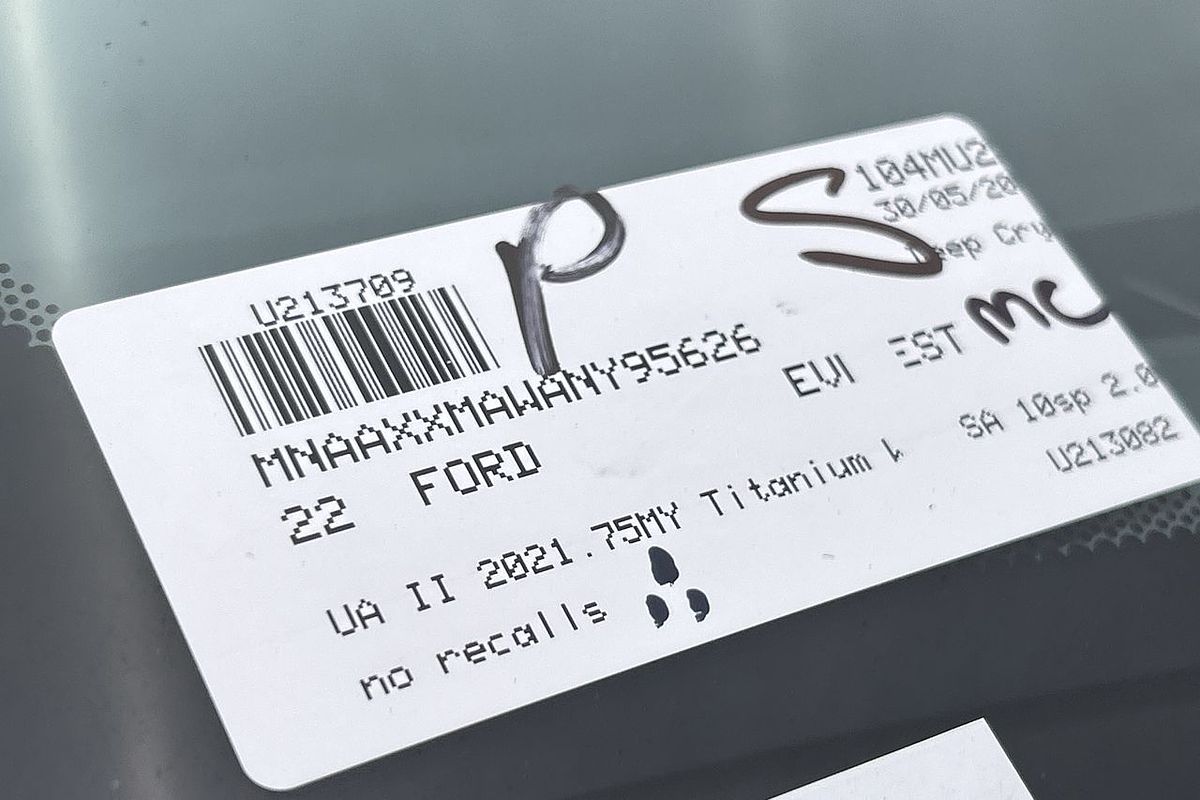 U213709
P S
104MU2
30/05/20
MNAAXXMAWANY95626
MC
22 FORD EVI EST
UA II 2021.75MY Titanium SA 10sp 2.0
no recalls U213082